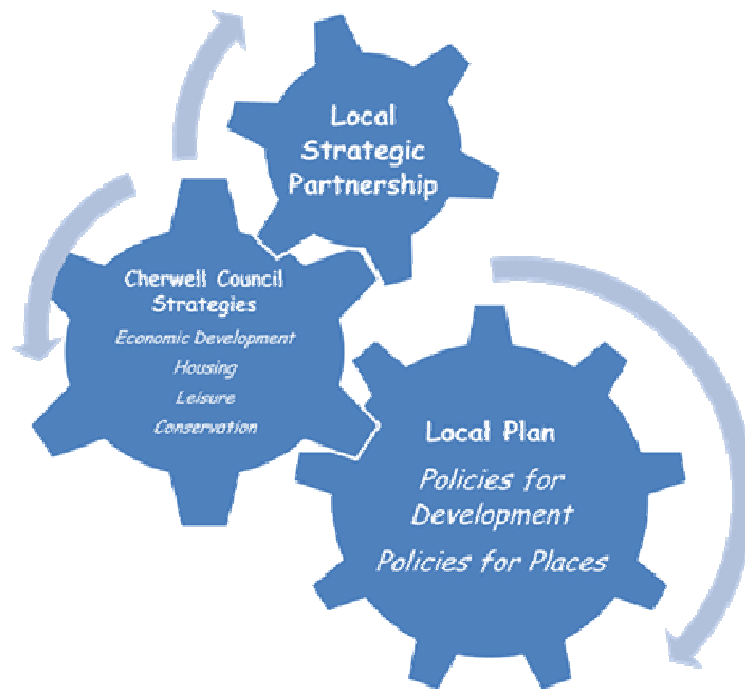 Local
Strategic
Partnership
Cherwell Council
Strategies
Economic Development
Housing
Leisure
Conservation
Local Plan
Policies for
Development
Policies for Places